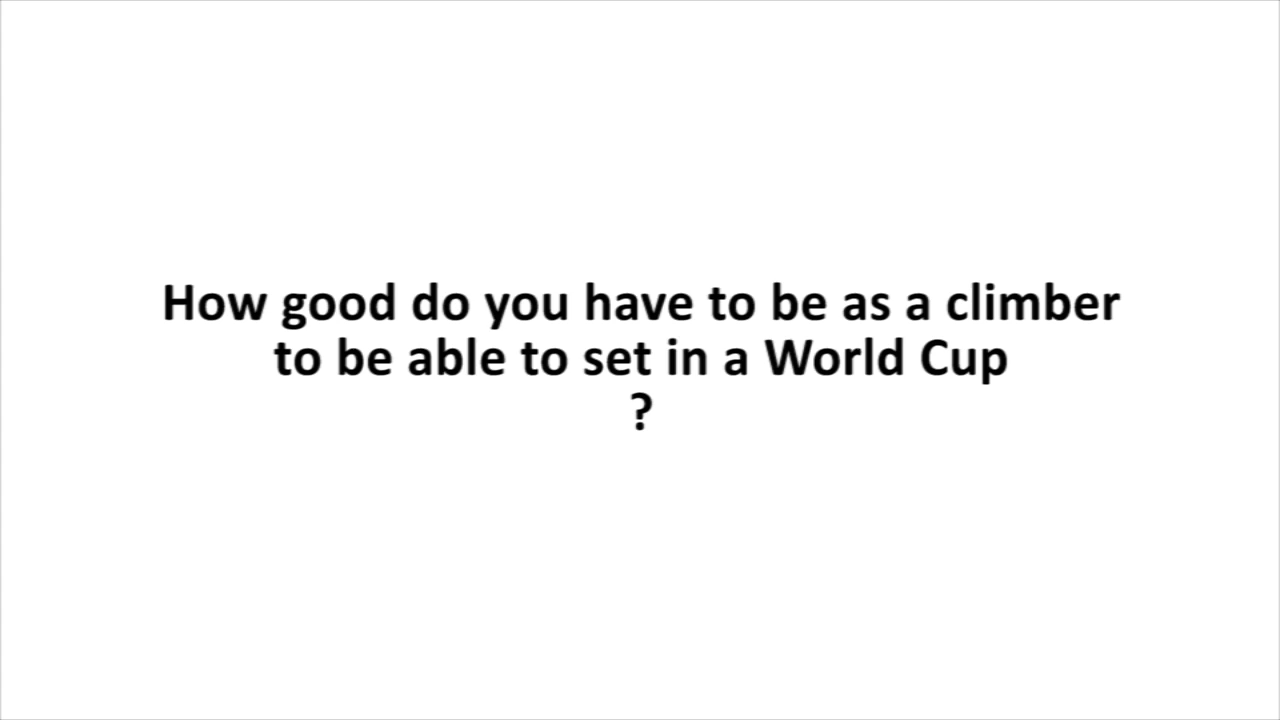 How good do you have to be as a climber
to be able to set in a World Cup
?